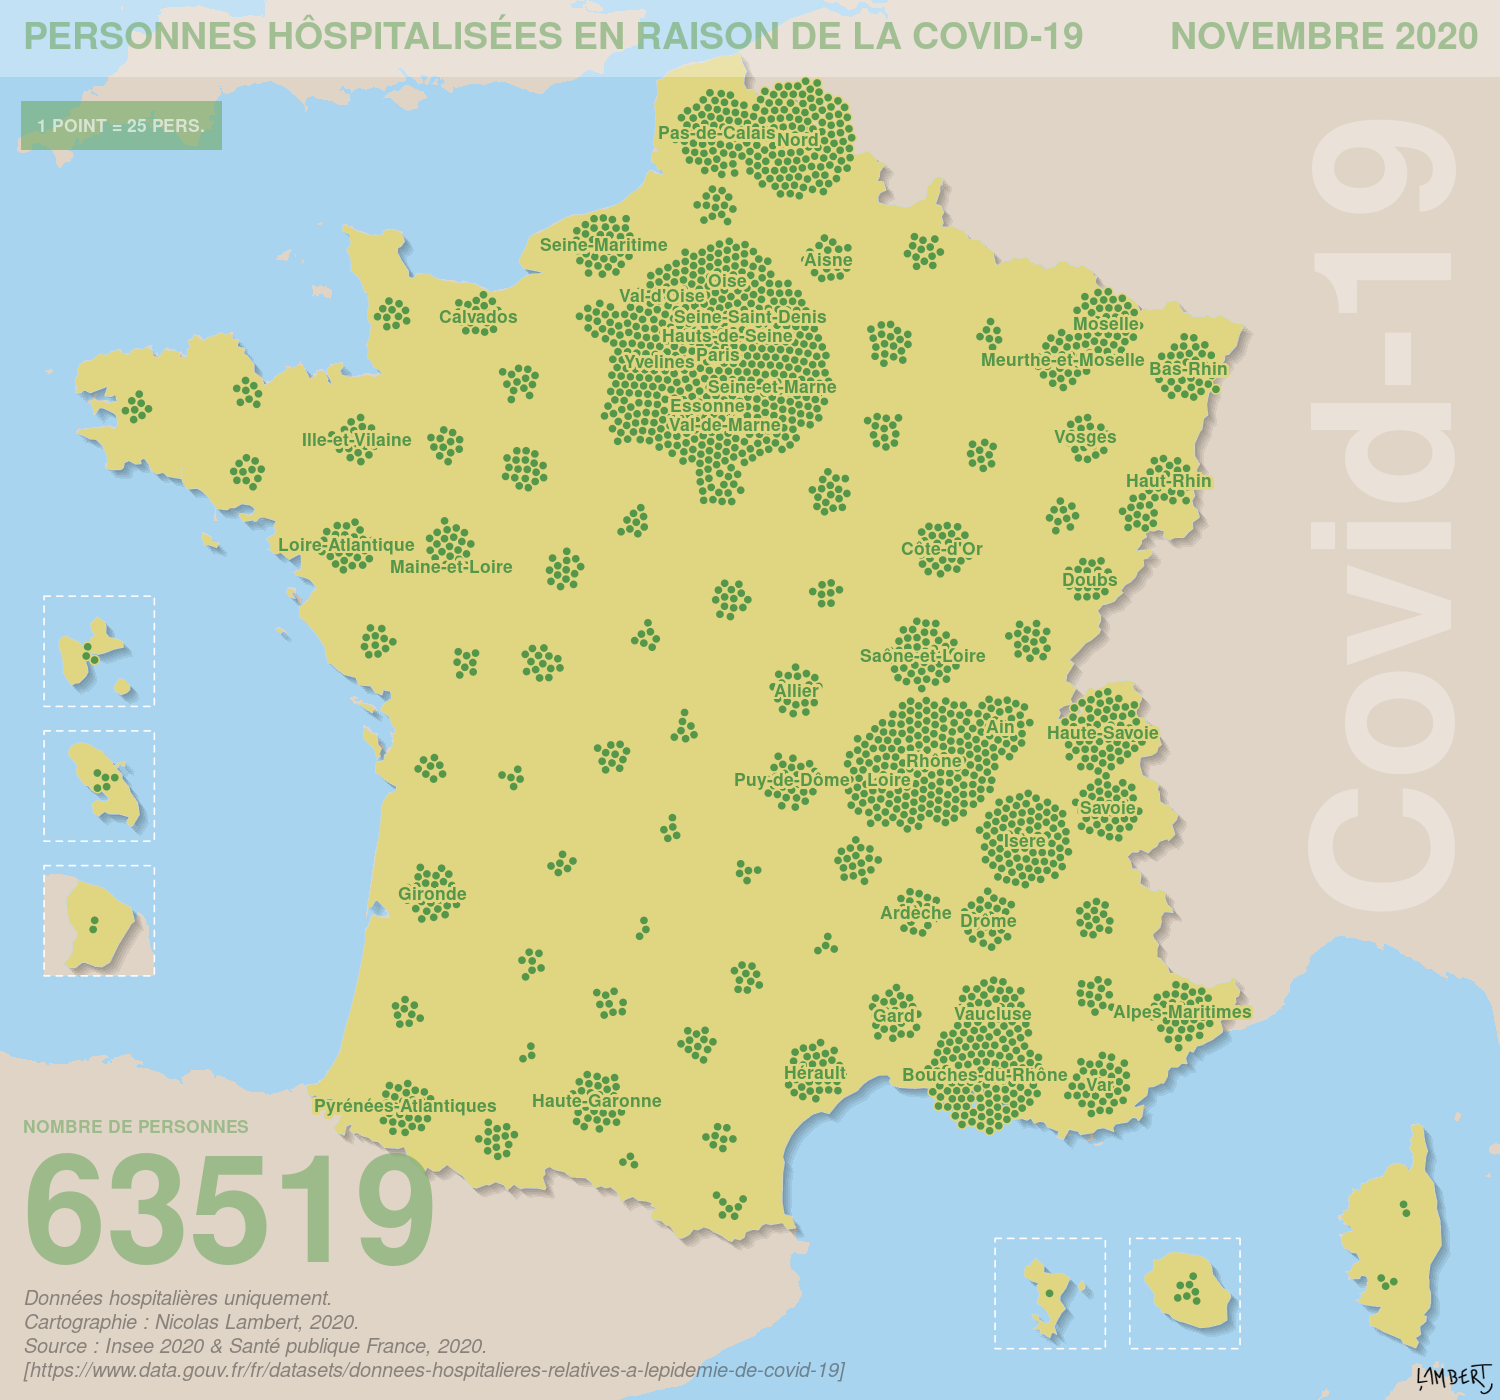 PERSONNES HÔSPITALISÉES EN RAISON DE LA COVID-19
NOVEMBRE 2020
1 POINT = 25 PERS.
Covid-19
Pas-de-Calais
Nord
Seine-Maritime
Aisne
Oise
Val-d'Oise
Calvados
Seine-Saint-Denis
Moselle
Hauts-de-Seine
Paris
Yvelines
Meurthe-et-Moselle
Bas-Rhin
Seine-et-Marne
Essonne
Val-de-Marne
Ille-et-Vilaine
Vosges
Haut-Rhin
Loire-Atlantique
Maine-et-Loire
Côte-d'Or
Doubs
Saône-et-Loire
Allier
Ain
Haute-Savoie
Rhône
Puy-de-Dôme
Loire
Savoie
Isère
Gironde
Ardèche
Drôme
Gard
Vaucluse
Alpes-Maritimes
Hérault
Bouches-du-Rhône
Var
Pyrénées-Atlantiques
Haute-Garonne
NOMBRE DE PERSONNES
63519
Données hospitalières uniquement.
Cartographie : Nicolas Lambert, 2020.
Source : Insee 2020 & Santé publique France, 2020.
[https://www.data.gouv.fr/fr/datasets/donnees-hospitalieres-relatives-a-lepidemie-de-covid-19]
LAMBERT